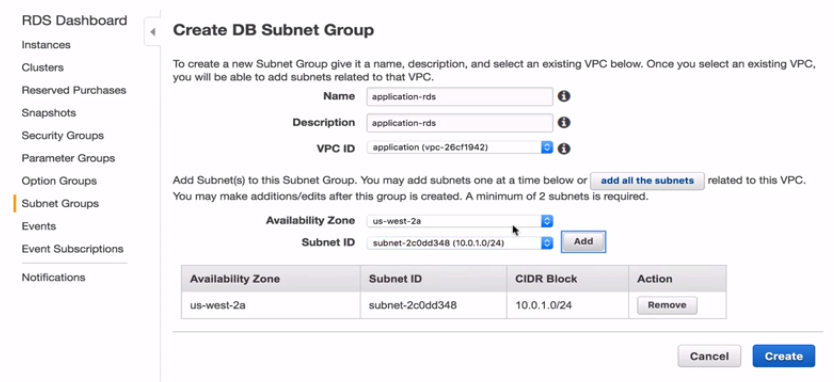 RDS Dashboard
Instances
Clusters
Reserved Purchases
Snapshots
Security Groups
Parameter Groups
Option Groups
Subnet Groups
Events
Event Subscriptions
Notifications
Create DB Subnet Group
To create a new Subnet Group give it a name, description, and select an existing VPC below. Once you select an existing VPC,
you will be able to add subnets related to that VPC.
Name application-rds
Description application-rds
VPC ID application (vpc-26cf1942)
Add Subnet(s) to this Subnet Group. You may add subnets one at a time below or add all the subnets related to this VPC.
You may make additions/edits after this group is created. A minimum of 2 subnets is required.
Availability Zone us-west-2a
Subnet ID subnet-2c0dd348 (10.0.1.0/24) Add
Availability Zone Subnet ID CIDR Block Action
us-west-2a subnet-2c0dd348 10.0.1.0/24 Remove
Cancel Create